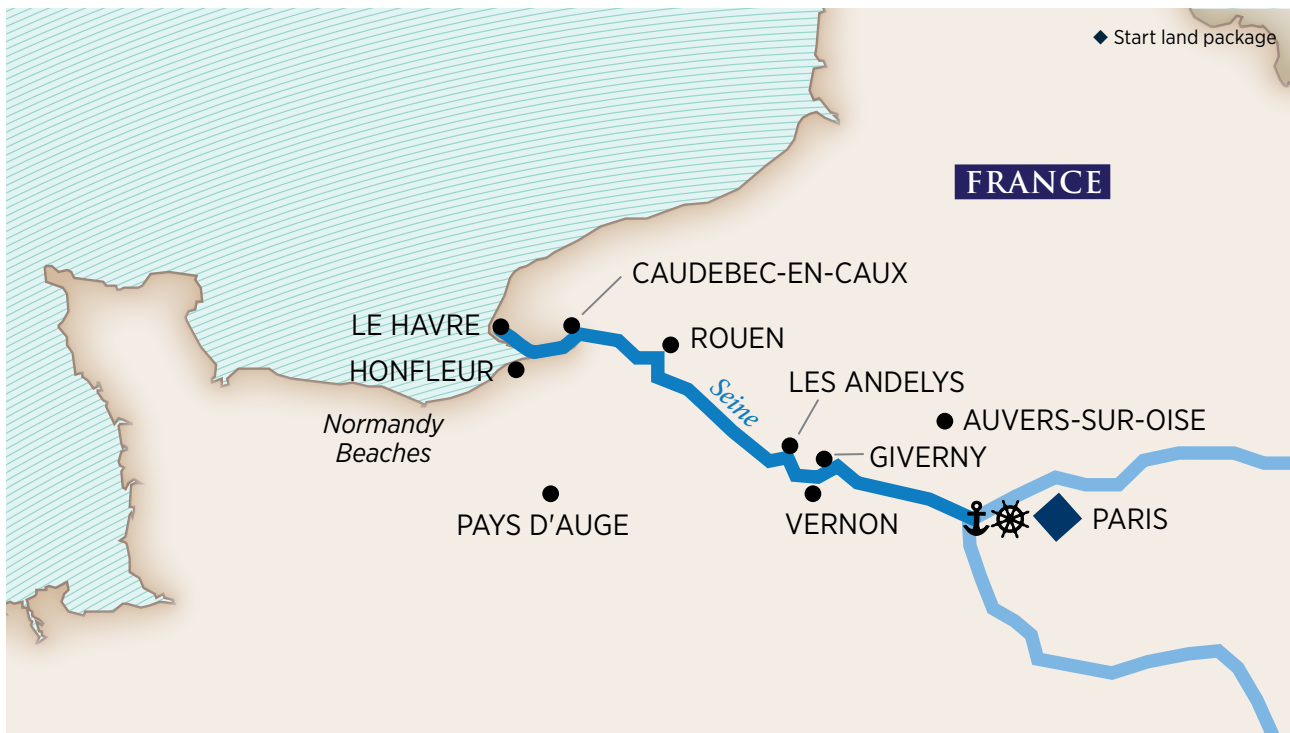 ◆ Start land package
FRANCE
CAUDEBEC-EN-CAUX
LE HAVRE
ROUEN
HONFLEUR
LES ANDELYS
Seine
Normandy
Beaches
AUVERS-SUR-OISE
GIVERNY
PAYS D'AUGE
VERNON
PARIS